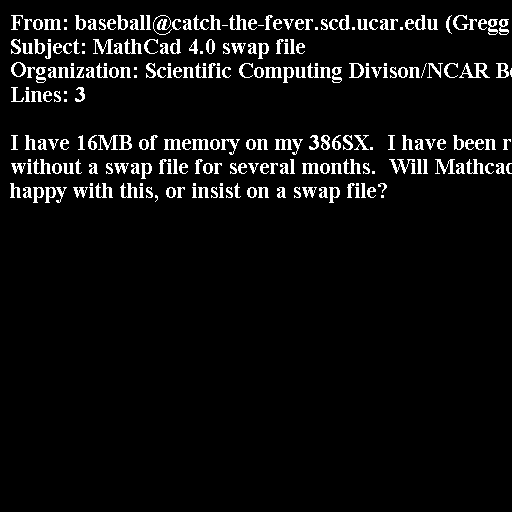 From: baseball@catch-the-fever.scd.ucar.edu (Gregg
Subject: MathCad 4.0 swap file
Organization: Scientific Computing Divison/NCAR
Lines: 3
I have 16MB of memory on my 386SX.  I have been
without a swap file for several months.  Will Mathcad
happy with this, or insist on a swap file?